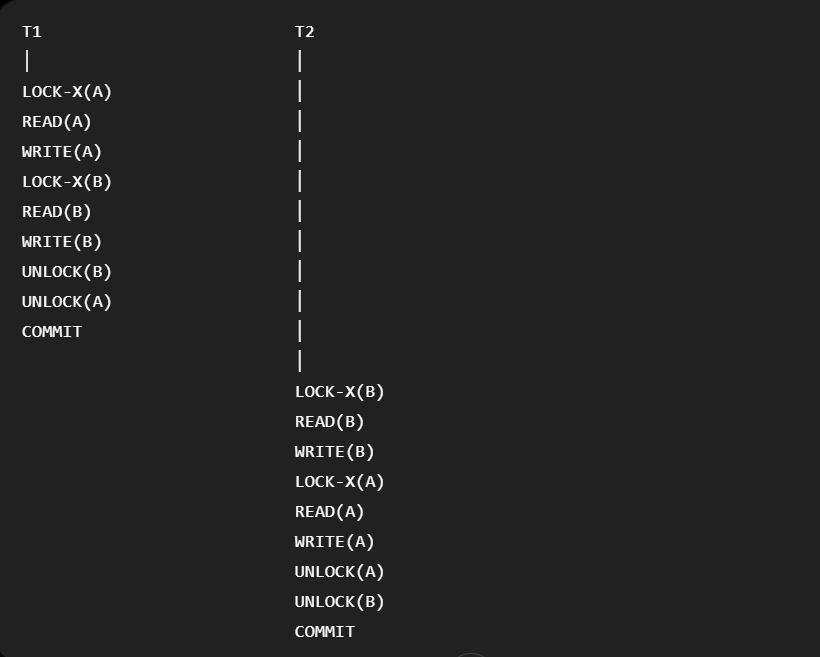 T1 T2
LOCK-X(A)
READ(A)
WRITE(A)
LOCK-X(B)
READ(B)
WRITE(B)
UNLOCK(B)
UNLOCK(A)
COMMIT
LOCK-X(B)
READ(B)
WRITE(B)
LOCK-X(A)
READ(A)
WRITE(A)
UNLOCK(A)
UNLOCK(B)
COMMIT